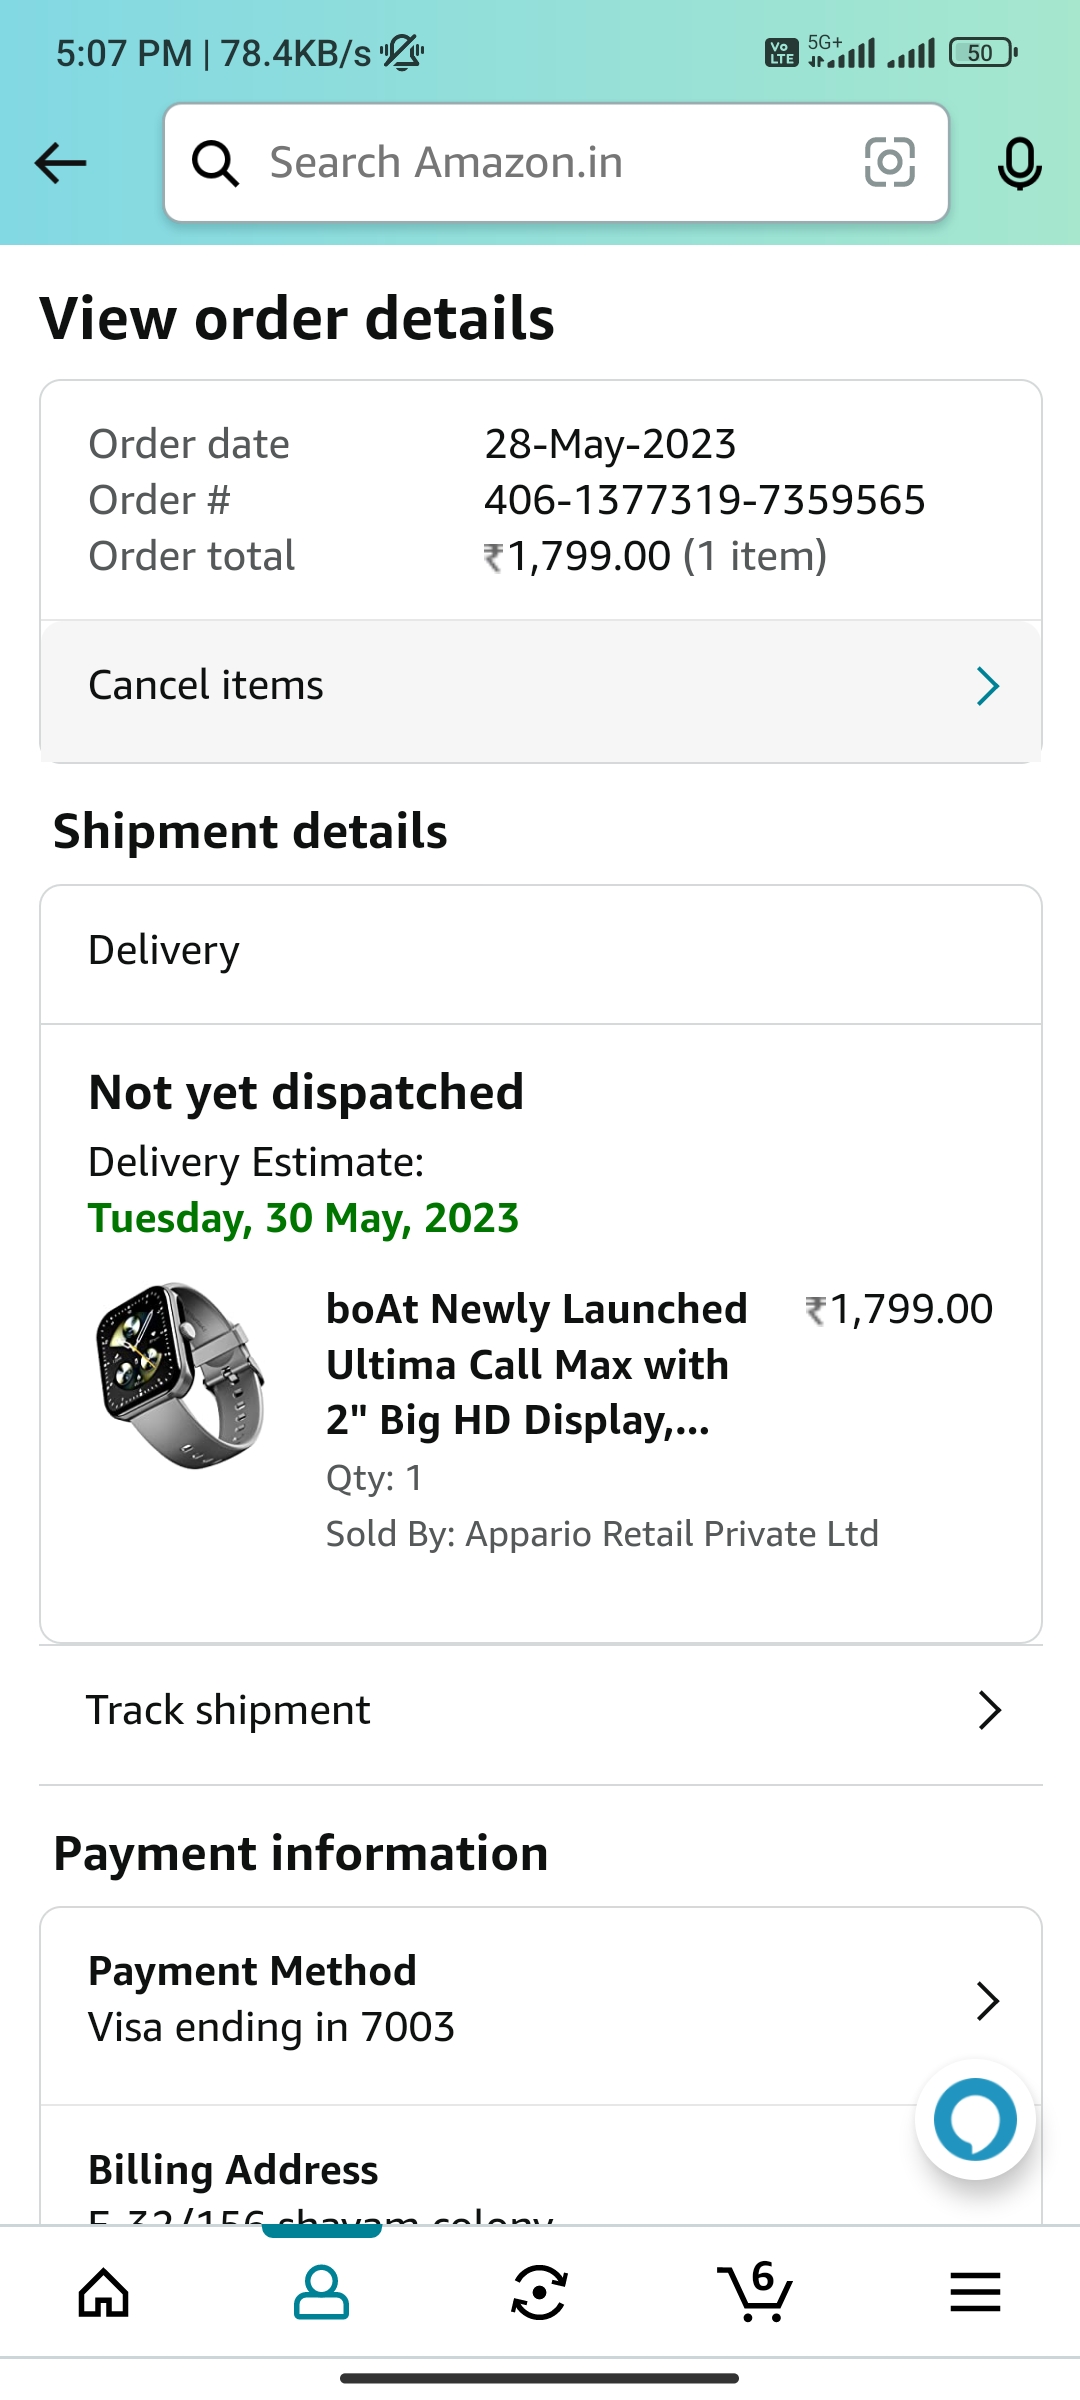 5:07 PM | 78.4KB/s
Vo LTE 5G+ 50
Search Amazon.in
View order details
Order date 28-May-2023
Order # 406-1377319-7359565
Order total ₹1,799.00 (1 item)
Cancel items
Shipment details
Delivery
Not yet dispatched
Delivery Estimate:
Tuesday, 30 May, 2023
boAt Newly Launched ₹1,799.00
Ultima Call Max with
2" Big HD Display,...
Qty: 1
Sold By: Appario Retail Private Ltd
Track shipment
Payment information
Payment Method
Visa ending in 7003
Billing Address
6